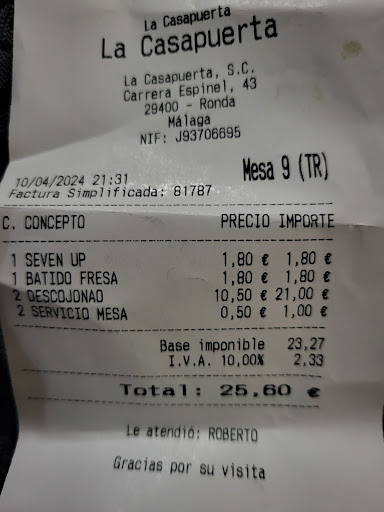 La Casapuerta
La Casapuerta
La Casapuerta, S.C.
Carrera Espinel, 43
29400 - Ronda
Málaga
NIF: J93706695
Mesa 9 (TR)
10/04/2024 21:31
Factura Simplificada: 81787
C. CONCEPTO PRECIO IMPORTE
1 SEVEN UP 1,80 € 1,80 €
1 BATIDO FRESA 1,80 € 1,80 €
2 DESCOJONAO 10,50 € 21,00 €
2 SERVICIO MESA 0,50 € 1,00 €
Base imponible 23,27
I.V.A. 10,00% 2,33
Total: 25,60 €
Le atendió: ROBERTO
Gracias por su visita